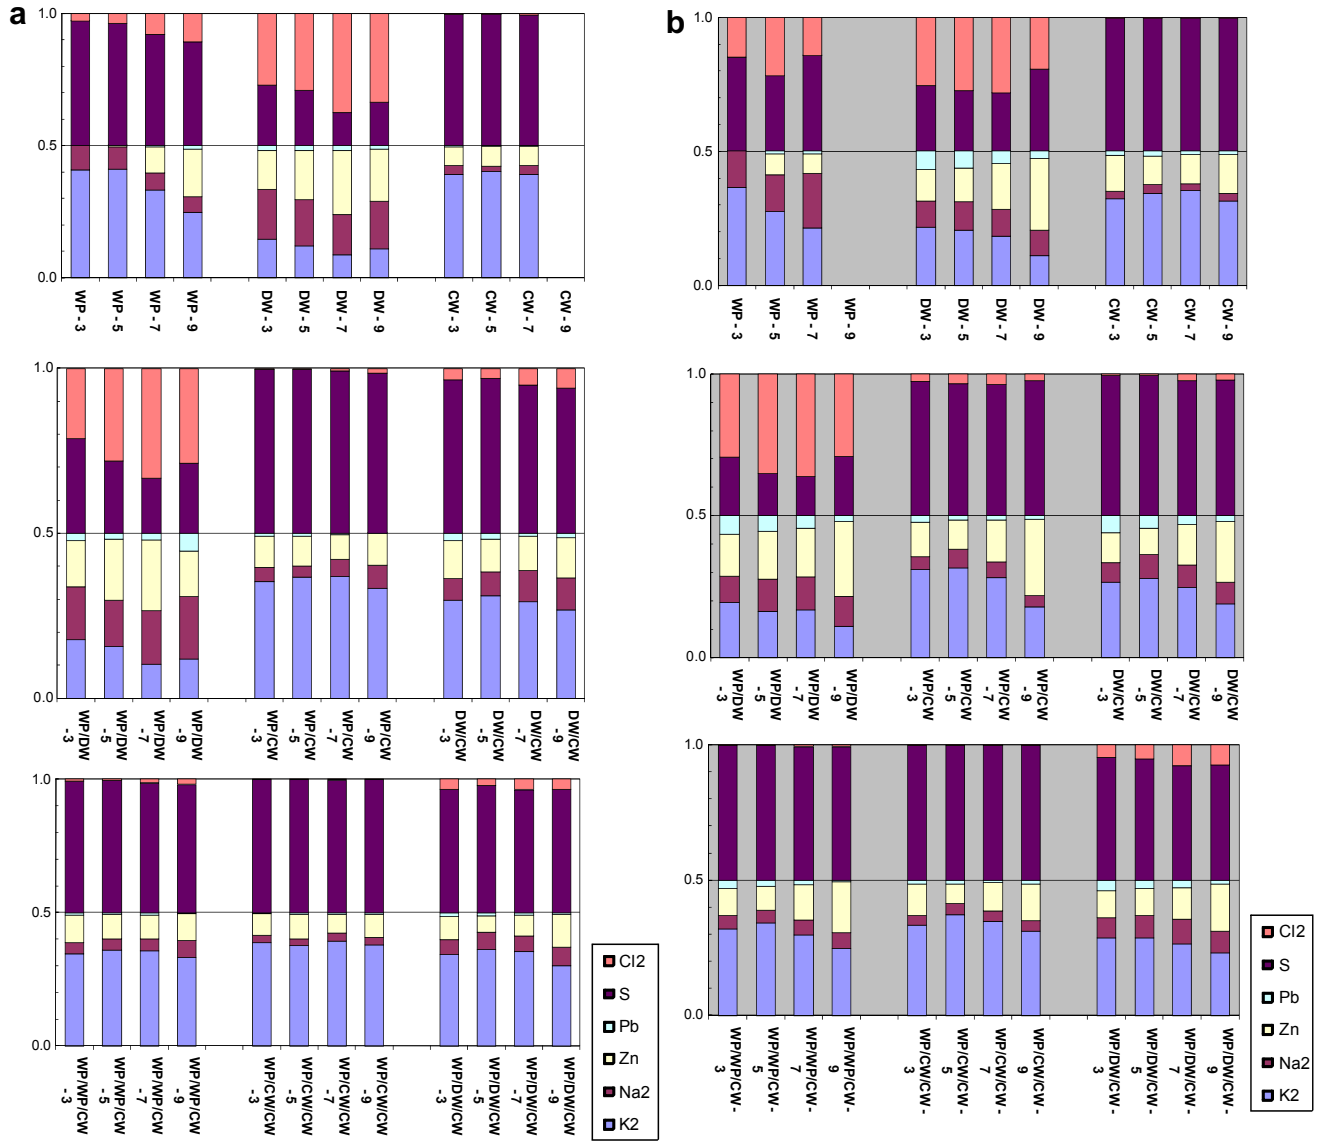 a
1.0
0.5
0.0
WP - 3
WP - 5
WP - 7
WP - 9
DW - 3
DW - 5
DW - 7
DW - 9
CW - 3
CW - 5
CW - 7
CW - 9
1.0
0.5
0.0
WP/DW
- 3
WP/DW
- 5
WP/DW
- 7
WP/DW
- 9
WP/CW
- 3
WP/CW
- 5
WP/CW
- 7
WP/CW
- 9
DW/CW
- 3
DW/CW
- 5
DW/CW
- 7
DW/CW
- 9
1.0
0.5
0.0
WP/WP/CW
- 3
WP/WP/CW
- 5
WP/WP/CW
- 7
WP/WP/CW
- 9
WP/CW/CW
- 3
WP/CW/CW
- 5
WP/CW/CW
- 7
WP/CW/CW
- 9
WP/DW/CW
- 3
WP/DW/CW
- 5
WP/DW/CW
- 7
WP/DW/CW
- 9
Cl2
S
Pb
Zn
Na2
K2
b
1.0
0.5
0.0
WP - 3
WP - 5
WP - 7
WP - 9
DW - 3
DW - 5
DW - 7
DW - 9
CW - 3
CW - 5
CW - 7
CW - 9
1.0
0.5
0.0
WP/DW
- 3
WP/DW
- 5
WP/DW
- 7
WP/DW
- 9
WP/CW
- 3
WP/CW
- 5
WP/CW
- 7
WP/CW
- 9
DW/CW
- 3
DW/CW
- 5
DW/CW
- 7
DW/CW
- 9
1.0
0.5
0.0
WP/WP/CW -
3
WP/WP/CW -
5
WP/WP/CW -
7
WP/WP/CW -
9
WP/CW/CW -
3
WP/CW/CW -
5
WP/CW/CW -
7
WP/CW/CW -
9
WP/DW/CW -
3
WP/DW/CW -
5
WP/DW/CW -
7
WP/DW/CW -
9
Cl2
S
Pb
Zn
Na2
K2